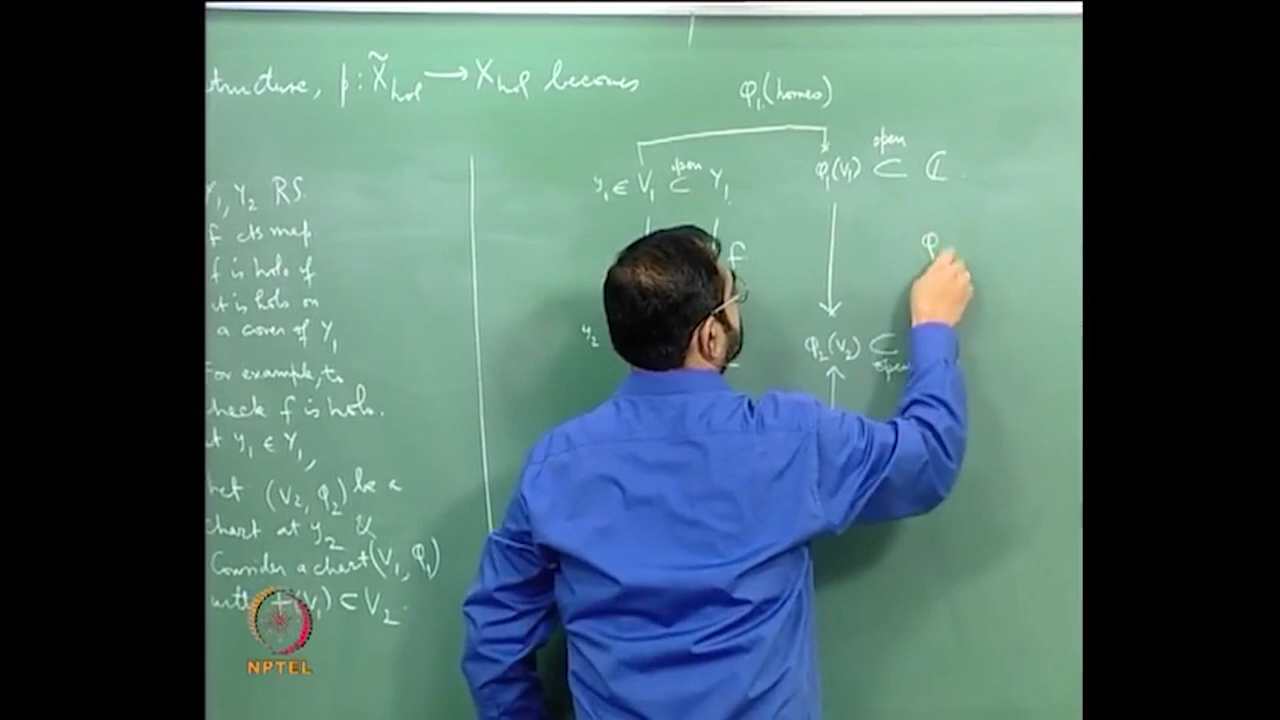 structure, p: X̃hol → Xhol becomes
Y₁, Y₂ RS.
f cts map
f is holo if
it is holo on
a cover of Y₁
For example, to
check f is holo.
at y₁ ∈ Y₁,
Let (V₂, φ₂) be a
chart at y₂ &
Consider a chart (V₁, φ₁)
with f(V₁) ⊂ V₂.
φ₁ (homeo)
y₁ ∈ V₁ ⊂ open Y₁
φ₁(V₁) ⊂ open ℂ
f
φ
y₂
φ₂(V₂) ⊂ open
NPTEL